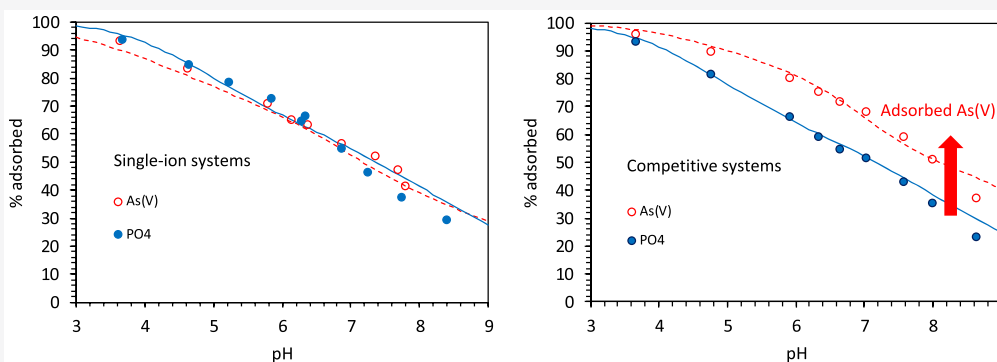 100
90
80
70
60
50
40
30
20
10
0
% adsorbed
Single-ion systems
As(V)
PO4
3 4 5 6 7 8 9
pH
100
90
80
70
60
50
40
30
20
10
0
% adsorbed
Adsorbed As(V)
Competitive systems
As(V)
PO4
3 4 5 6 7 8
pH